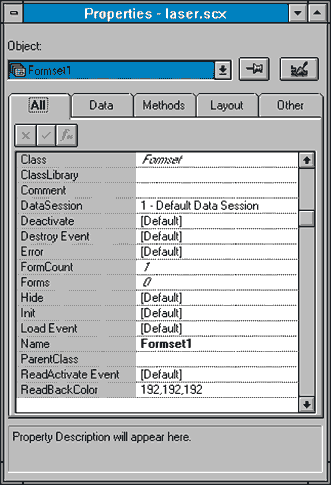 Properties - laser.scx
Object:
Formset1
All Data Methods Layout Other
Class Formset
ClassLibrary
Comment
DataSession 1 - Default Data Session
Deactivate [Default]
Destroy Event [Default]
Error [Default]
FormCount 1
Forms 0
Hide [Default]
Init [Default]
Load Event [Default]
Name Formset1
ParentClass
ReadActivate Event [Default]
ReadBackColor 192,192,192
Property Description will appear here.